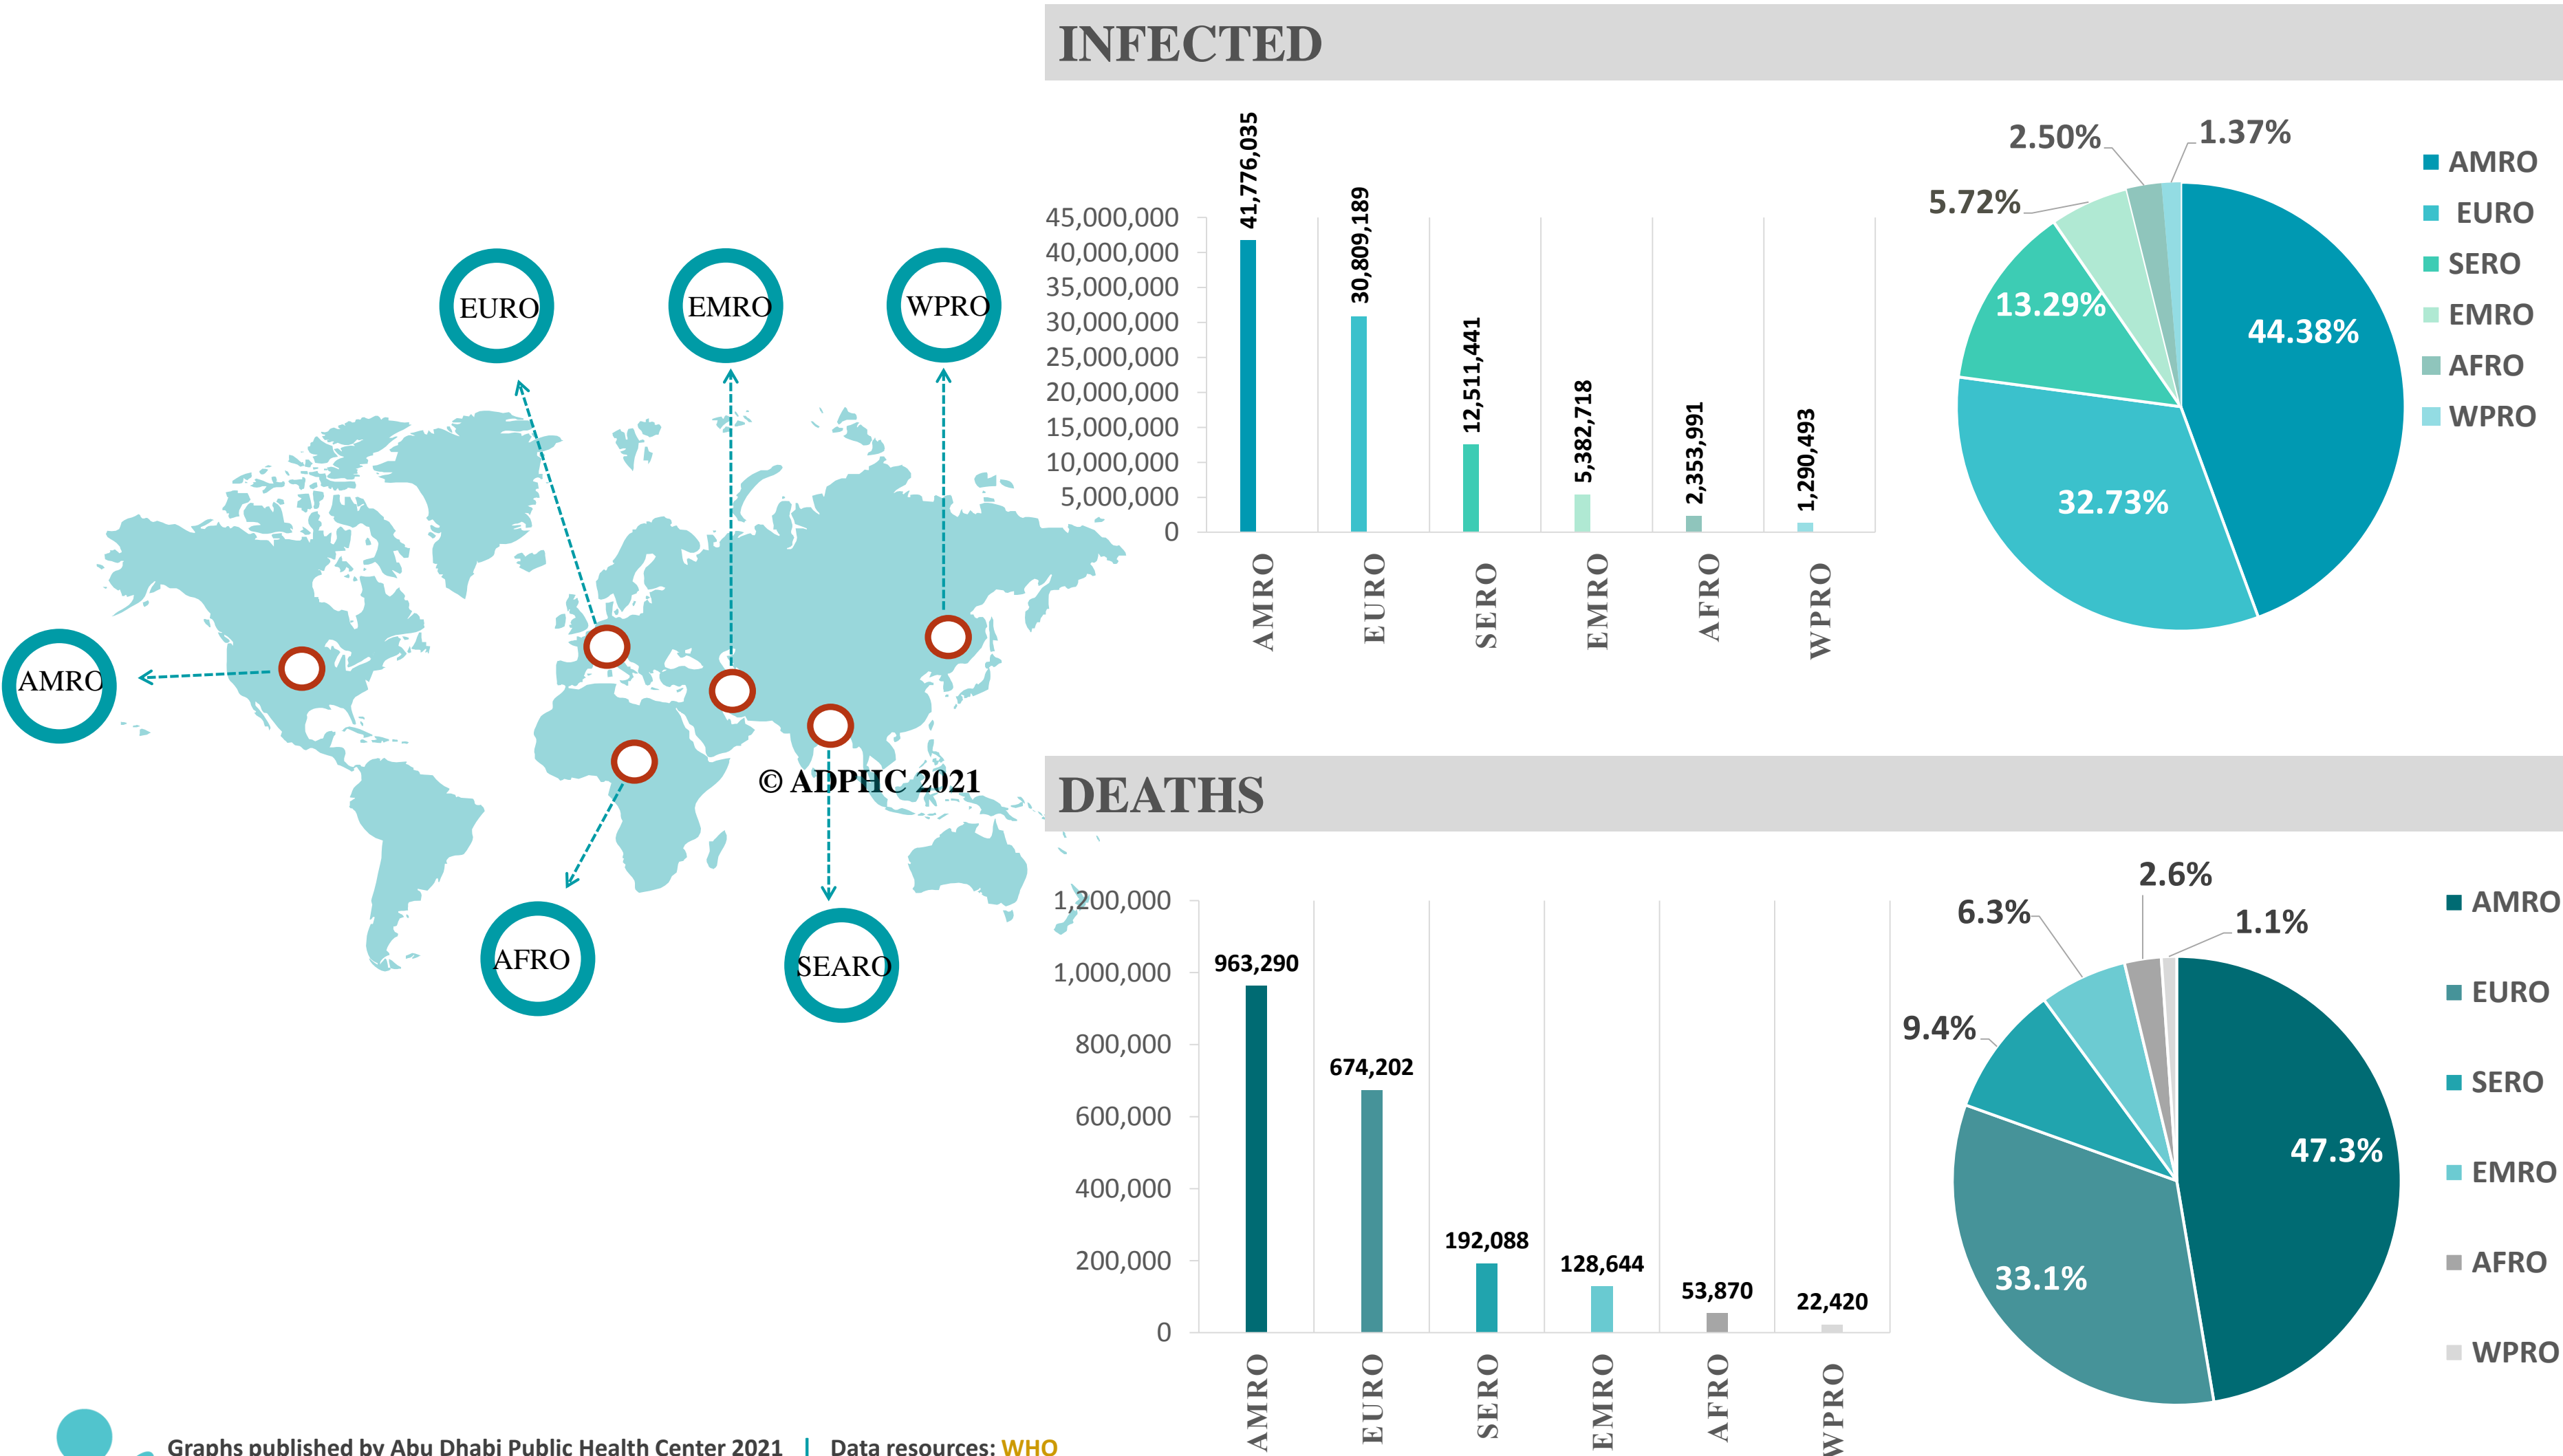 EURO
EMRO
WPRO
AMRO
© ADPHC 2021
AFRO
SEARO
INFECTED
45,000,000
40,000,000
35,000,000
30,000,000
25,000,000
20,000,000
15,000,000
10,000,000
5,000,000
0
41,776,035
30,809,189
12,511,441
5,382,718
2,353,991
1,290,493
AMRO
EURO
SERO
EMRO
AFRO
WPRO
2.50%
1.37%
5.72%
13.29%
44.38%
32.73%
AMRO
EURO
SERO
EMRO
AFRO
WPRO
DEATHS
1,200,000
1,000,000
800,000
600,000
400,000
200,000
0
963,290
674,202
192,088
128,644
53,870
22,420
AMRO
EURO
SERO
EMRO
AFRO
WPRO
2.6%
6.3%
1.1%
9.4%
47.3%
33.1%
AMRO
EURO
SERO
EMRO
AFRO
WPRO
Graphs published by Abu Dhabi Public Health Center 2021 | Data resources: WHO